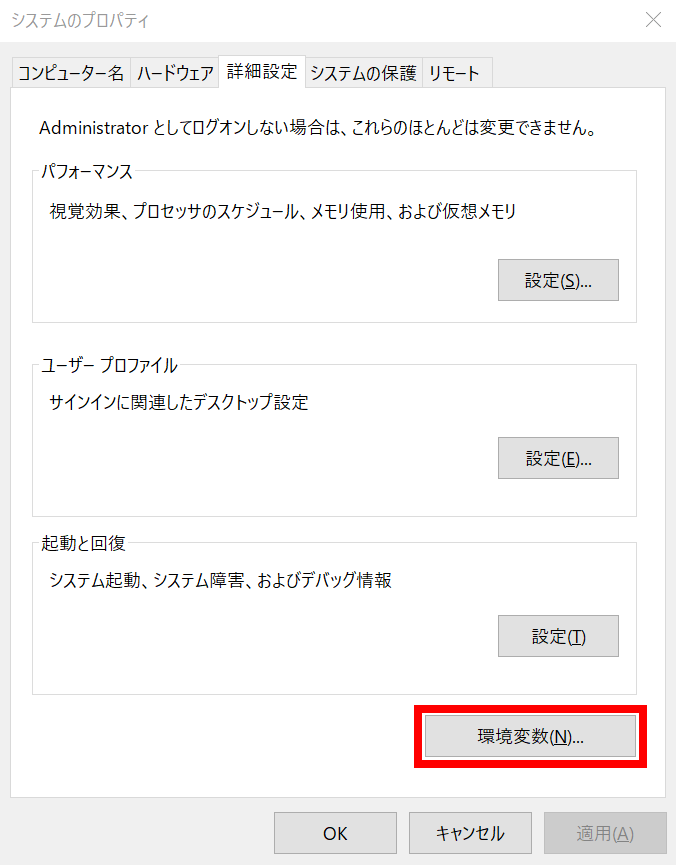 システムのプロパティ
コンピューター名 ハードウェア 詳細設定 システムの保護 リモート
Administrator としてログオンしない場合は、これらのほとんどは変更できません。
パフォーマンス
視覚効果、プロセッサのスケジュール、メモリ使用、および仮想メモリ
設定(S)...
ユーザー プロファイル
サインインに関連したデスクトップ設定
設定(E)...
起動と回復
システム起動、システム障害、およびデバッグ情報
設定(T)
環境変数(N)...
OK キャンセル 適用(A)